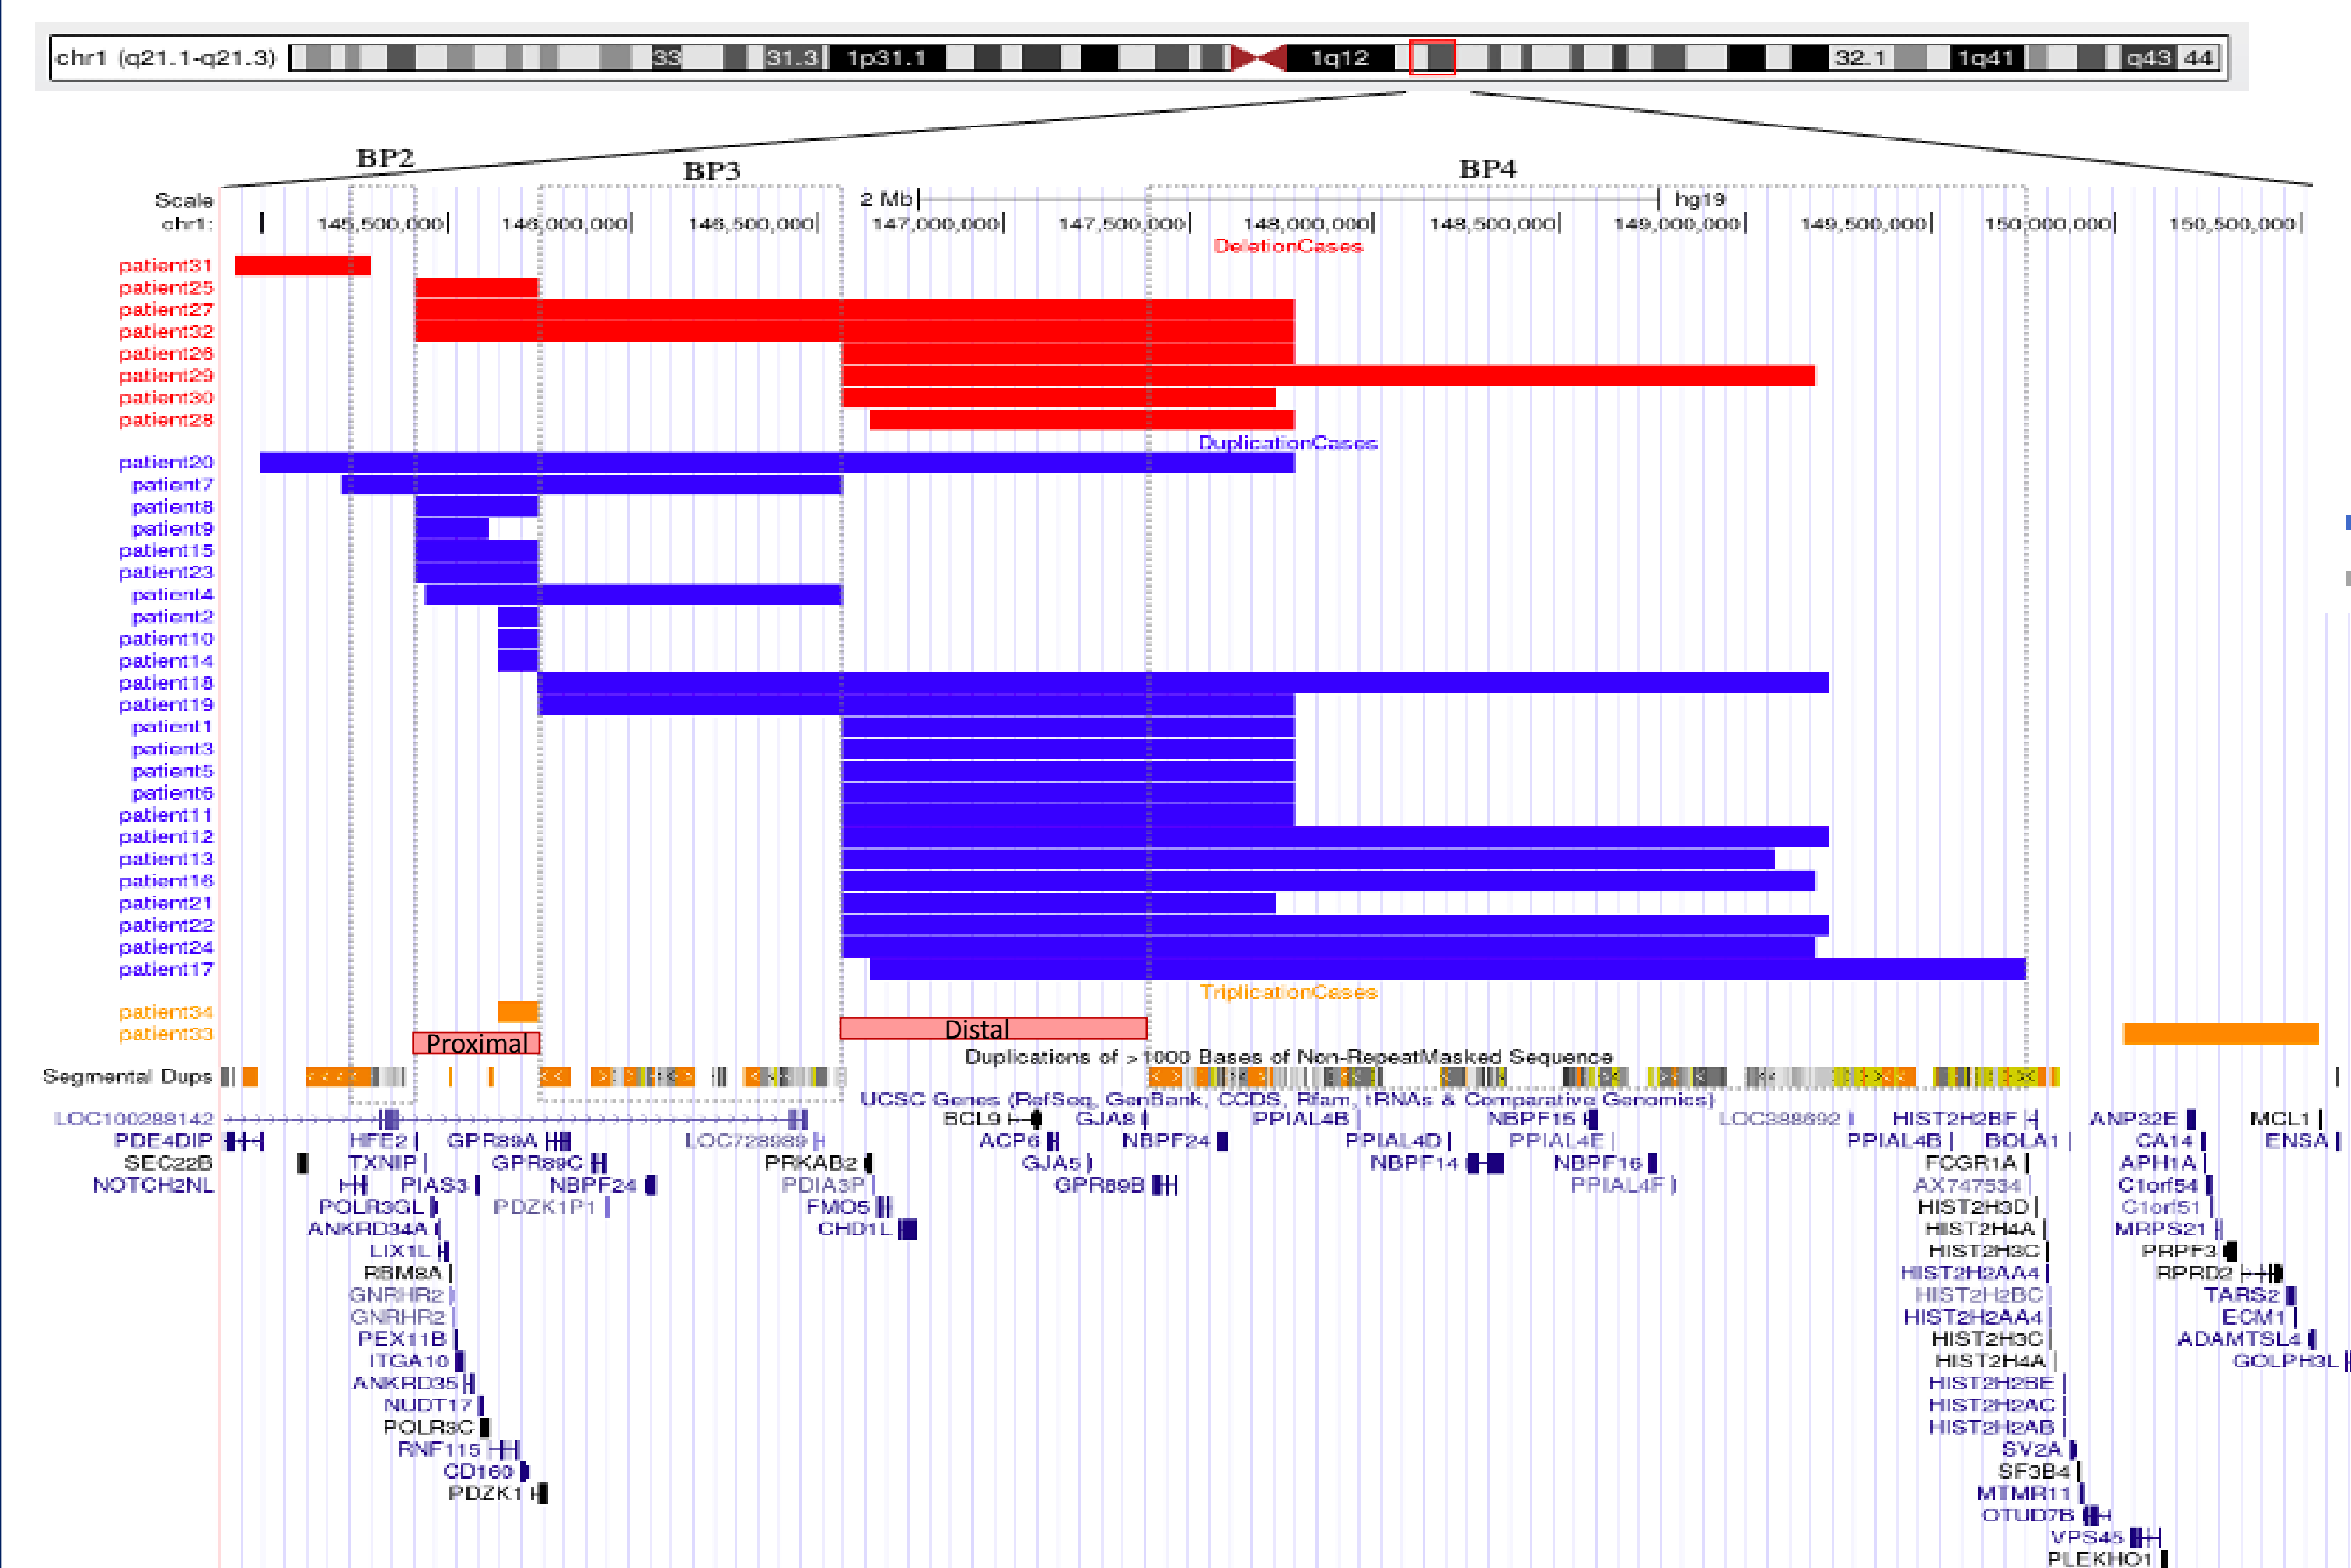 chr1 (q21.1-q21.3) 33 31.3 1p31.1 1q12 32.1 1q41 q43 44
BP2 BP3 BP4
Scale 2 Mb hg19
chr1: 145,500,000 146,000,000 146,500,000 147,000,000 147,500,000 148,000,000 148,500,000 149,000,000 149,500,000 150,000,000 150,500,000
DeletionCases
patient31
patient25
patient27
patient32
patient26
patient29
patient30
patient28
DuplicationCases
patient20
patient7
patient8
patient9
patient15
patient23
patient4
patient2
patient10
patient14
patient18
patient19
patient1
patient3
patient5
patient6
patient11
patient12
patient13
patient16
patient21
patient22
patient24
patient17
TriplicationCases
patient34
patient33 Proximal Distal
Duplications of >1000 Bases of Non-RepeatMasked Sequence
Segmental Dups
UCSC Genes (RefSeq, GenBank, CCDS, Rfam, tRNAs & Comparative Genomics)
LOC100288142 BCL9 GJA8 PPIAL4B NBPF15 LOC388692 HIST2H2BF ANP32E MCL1
PDE4DIP HFE2 GPR89A LOC728989 ACP6 NBPF24 PPIAL4D PPIAL4E PPIAL4B BOLA1 CA14 ENSA
SEC22B TXNIP GPR89C PRKAB2 GJA5 NBPF14 NBPF16 FCGR1A APH1A
NOTCH2NL PIAS3 NBPF24 PDIA3P GPR89B PPIAL4F AX747534 C1orf54
POLR3GL PDZK1P1 FMO5 HIST2H3D C1orf51
ANKRD34A CHD1L HIST2H4A MRPS21
LIX1L HIST2H3C PRPF3
RBM8A HIST2H2AA4 RPRD2
GNRHR2 HIST2H2BC TARS2
GNRHR2 HIST2H2AA4 ECM1
PEX11B HIST2H3C ADAMTSL4
ITGA10 HIST2H4A GOLPH3L
ANKRD35 HIST2H2BE
NUDT17 HIST2H2AC
POLR3C HIST2H2AB
RNF115 SV2A
CD160 SF3B4
PDZK1 MTMR11
OTUD7B
VPS45
PLEKHO1